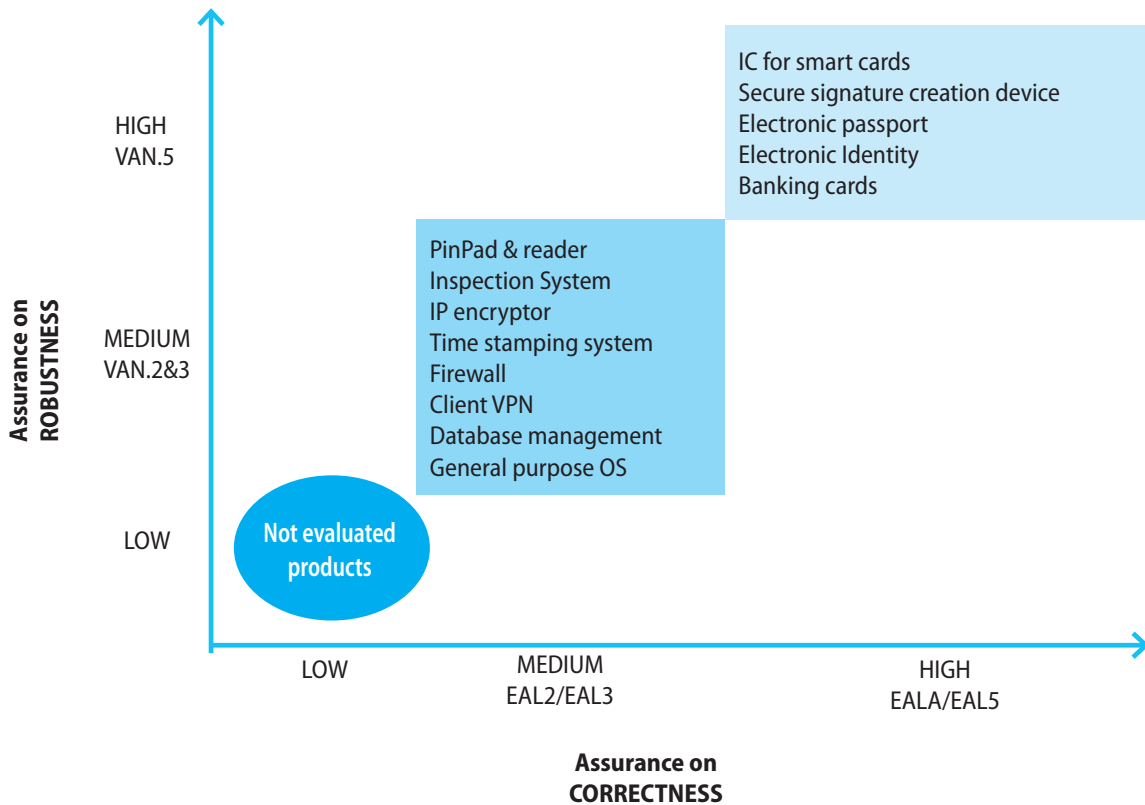 IC for smart cards
Secure signature creation device
Electronic passport
Electronic Identity
Banking cards
HIGH
VAN.5
PinPad & reader
Inspection System
IP encryptor
Time stamping system
Firewall
Client VPN
Database management
General purpose OS
Assurance on
ROBUSTNESS
MEDIUM
VAN.2&3
LOW
Not evaluated
products
LOW
MEDIUM
EAL2/EAL3
HIGH
EALA/EAL5
Assurance on
CORRECTNESS